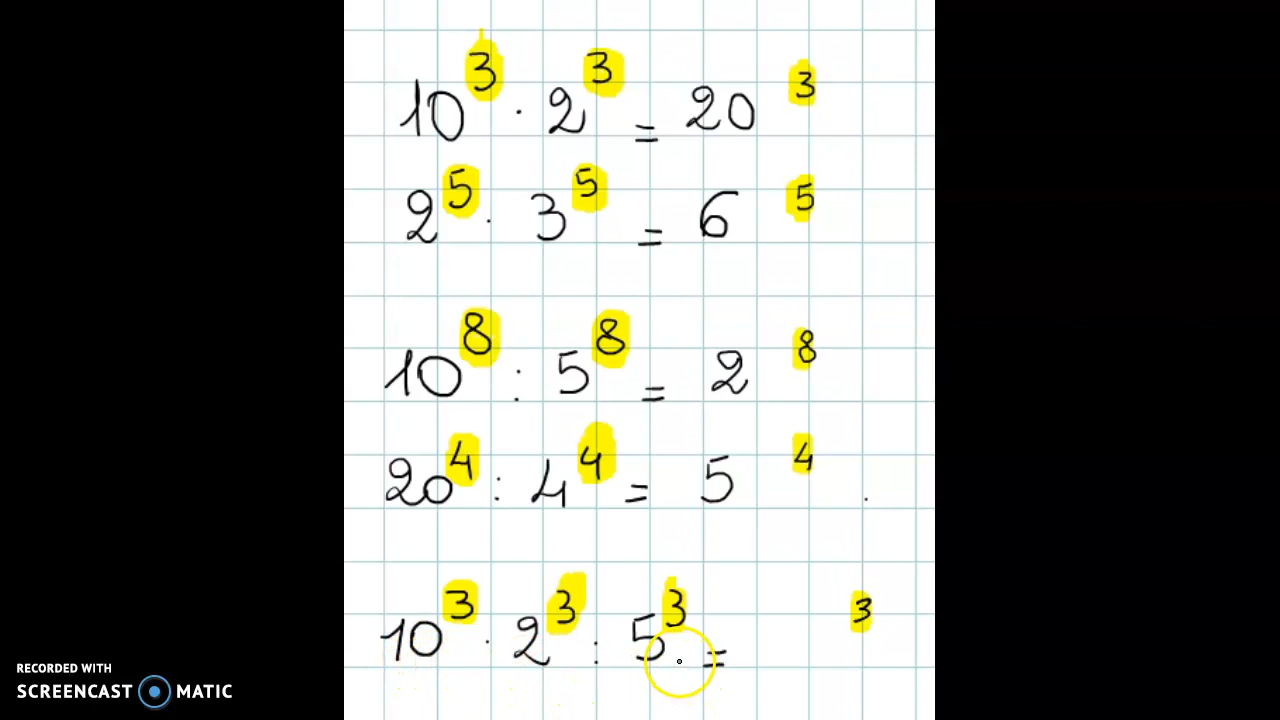 10³ · 2³ = 20³
2⁵ · 3⁵ = 6⁵
10⁸ : 5⁸ = 2⁸
20⁴ : 4⁴ = 5⁴ .
10³ · 2³ : 5³ = ³
RECORDED WITH
SCREENCAST MATIC